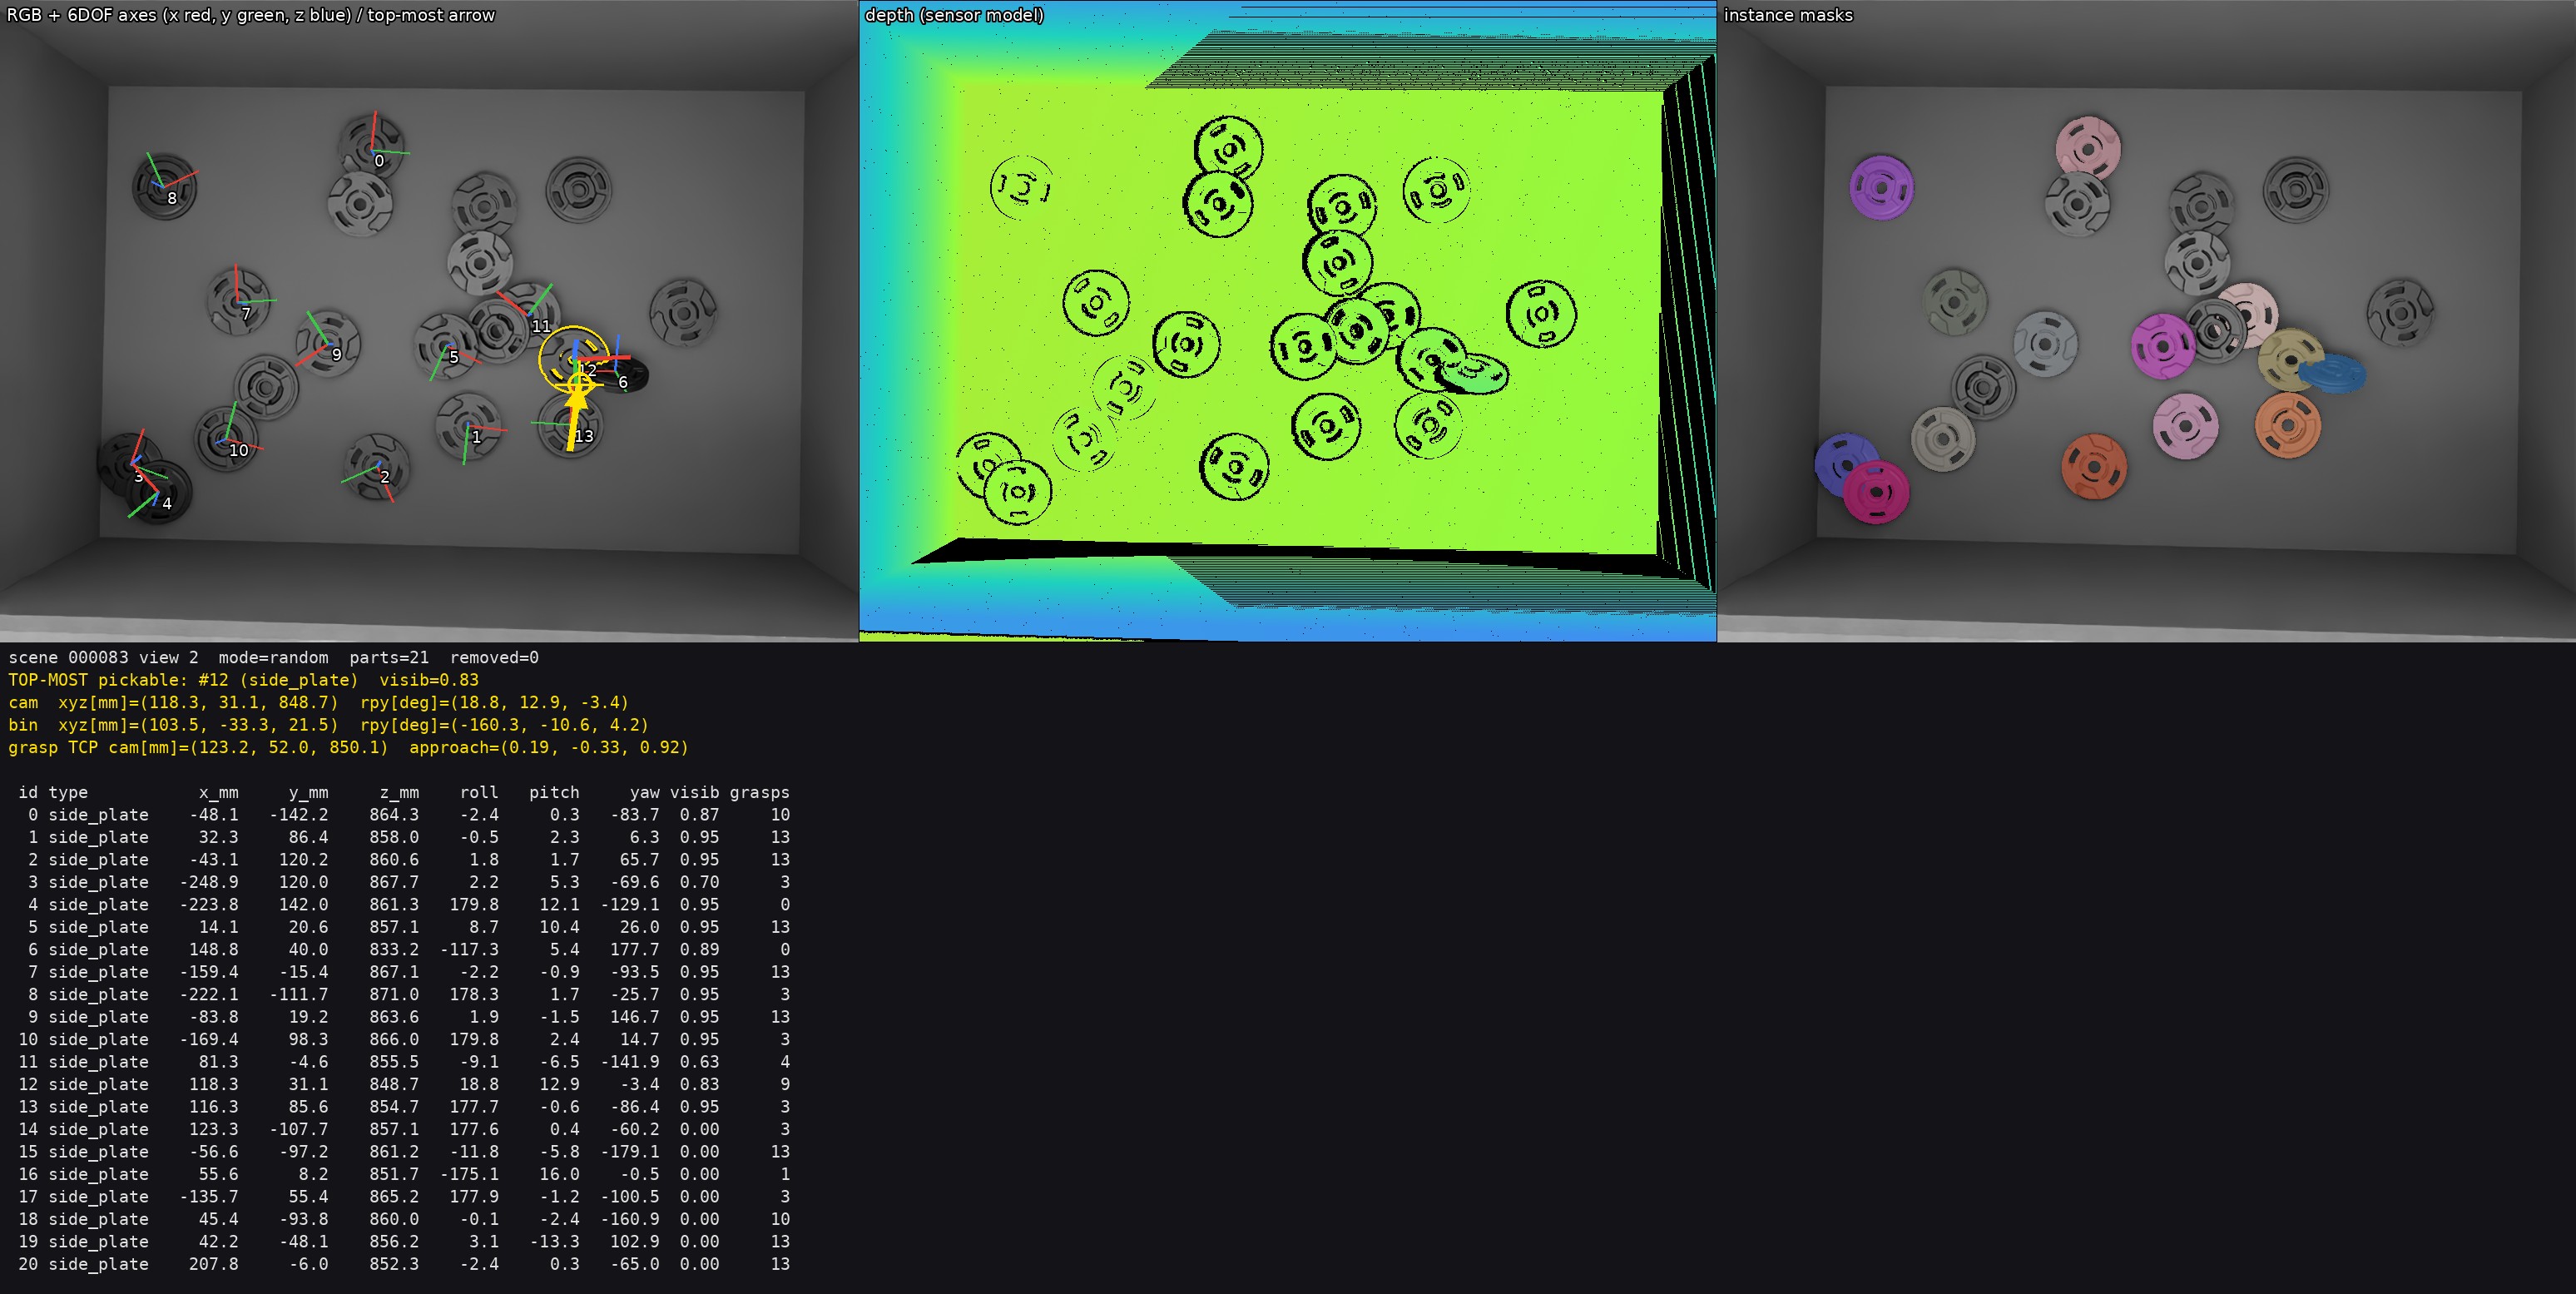 RGB + 6DOF axes (x red, y green, z blue) / top-most arrow
depth (sensor model)
instance masks
0
8
7
11
9
5
12
6
1
13
10
3
2
4
scene 000083 view 2 mode=random parts=21 removed=0
TOP-MOST pickable: #12 (side_plate) visib=0.83
cam xyz[mm]=(118.3, 31.1, 848.7) rpy[deg]=(18.8, 12.9, -3.4)
bin xyz[mm]=(103.5, -33.3, 21.5) rpy[deg]=(-160.3, -10.6, 4.2)
grasp TCP cam[mm]=(123.2, 52.0, 850.1) approach=(0.19, -0.33, 0.92)
id type x_mm y_mm z_mm roll pitch yaw visib grasps
0 side_plate -48.1 -142.2 864.3 -2.4 0.3 -83.7 0.87 10
1 side_plate 32.3 86.4 858.0 -0.5 2.3 6.3 0.95 13
2 side_plate -43.1 120.2 860.6 1.8 1.7 65.7 0.95 13
3 side_plate -248.9 120.0 867.7 2.2 5.3 -69.6 0.70 3
4 side_plate -223.8 142.0 861.3 179.8 12.1 -129.1 0.95 0
5 side_plate 14.1 20.6 857.1 8.7 10.4 26.0 0.95 13
6 side_plate 148.8 40.0 833.2 -117.3 5.4 177.7 0.89 0
7 side_plate -159.4 -15.4 867.1 -2.2 -0.9 -93.5 0.95 13
8 side_plate -222.1 -111.7 871.0 178.3 1.7 -25.7 0.95 3
9 side_plate -83.8 19.2 863.6 1.9 -1.5 146.7 0.95 13
10 side_plate -169.4 98.3 866.0 179.8 2.4 14.7 0.95 3
11 side_plate 81.3 -4.6 855.5 -9.1 -6.5 -141.9 0.63 4
12 side_plate 118.3 31.1 848.7 18.8 12.9 -3.4 0.83 9
13 side_plate 116.3 85.6 854.7 177.7 -0.6 -86.4 0.95 3
14 side_plate 123.3 -107.7 857.1 177.6 0.4 -60.2 0.00 3
15 side_plate -56.6 -97.2 861.2 -11.8 -5.8 -179.1 0.00 13
16 side_plate 55.6 8.2 851.7 -175.1 16.0 -0.5 0.00 1
17 side_plate -135.7 55.4 865.2 177.9 -1.2 -100.5 0.00 3
18 side_plate 45.4 -93.8 860.0 -0.1 -2.4 -160.9 0.00 10
19 side_plate 42.2 -48.1 856.2 3.1 -13.3 102.9 0.00 13
20 side_plate 207.8 -6.0 852.3 -2.4 0.3 -65.0 0.00 13